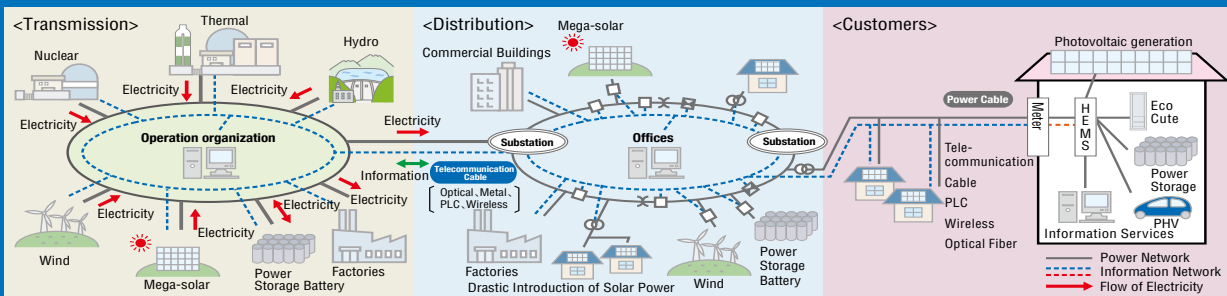 <Transmission>
Thermal
Nuclear
Hydro
Electricity
Electricity
Electricity
Operation organization
Electricity
Electricity
Electricity
Electricity
Wind
Mega-solar
Power
Storage Battery
Factories
Electricity
Information
Telecommunication
Cable
Optical、Metal、
PLC、Wireless
<Distribution>
Mega-solar
Commercial Buildings
Substation
Offices
Substation
Factories
Drastic Introduction of Solar Power
Wind
Power
Storage
Battery
<Customers>
Photovoltaic generation
Power Cable
Meter
HEMS
Eco
Cute
Tele-
communication
Cable
PLC
Wireless
Optical Fiber
Power
Storage
PHV
Information Services
Power Network
Information Network
Flow of Electricity